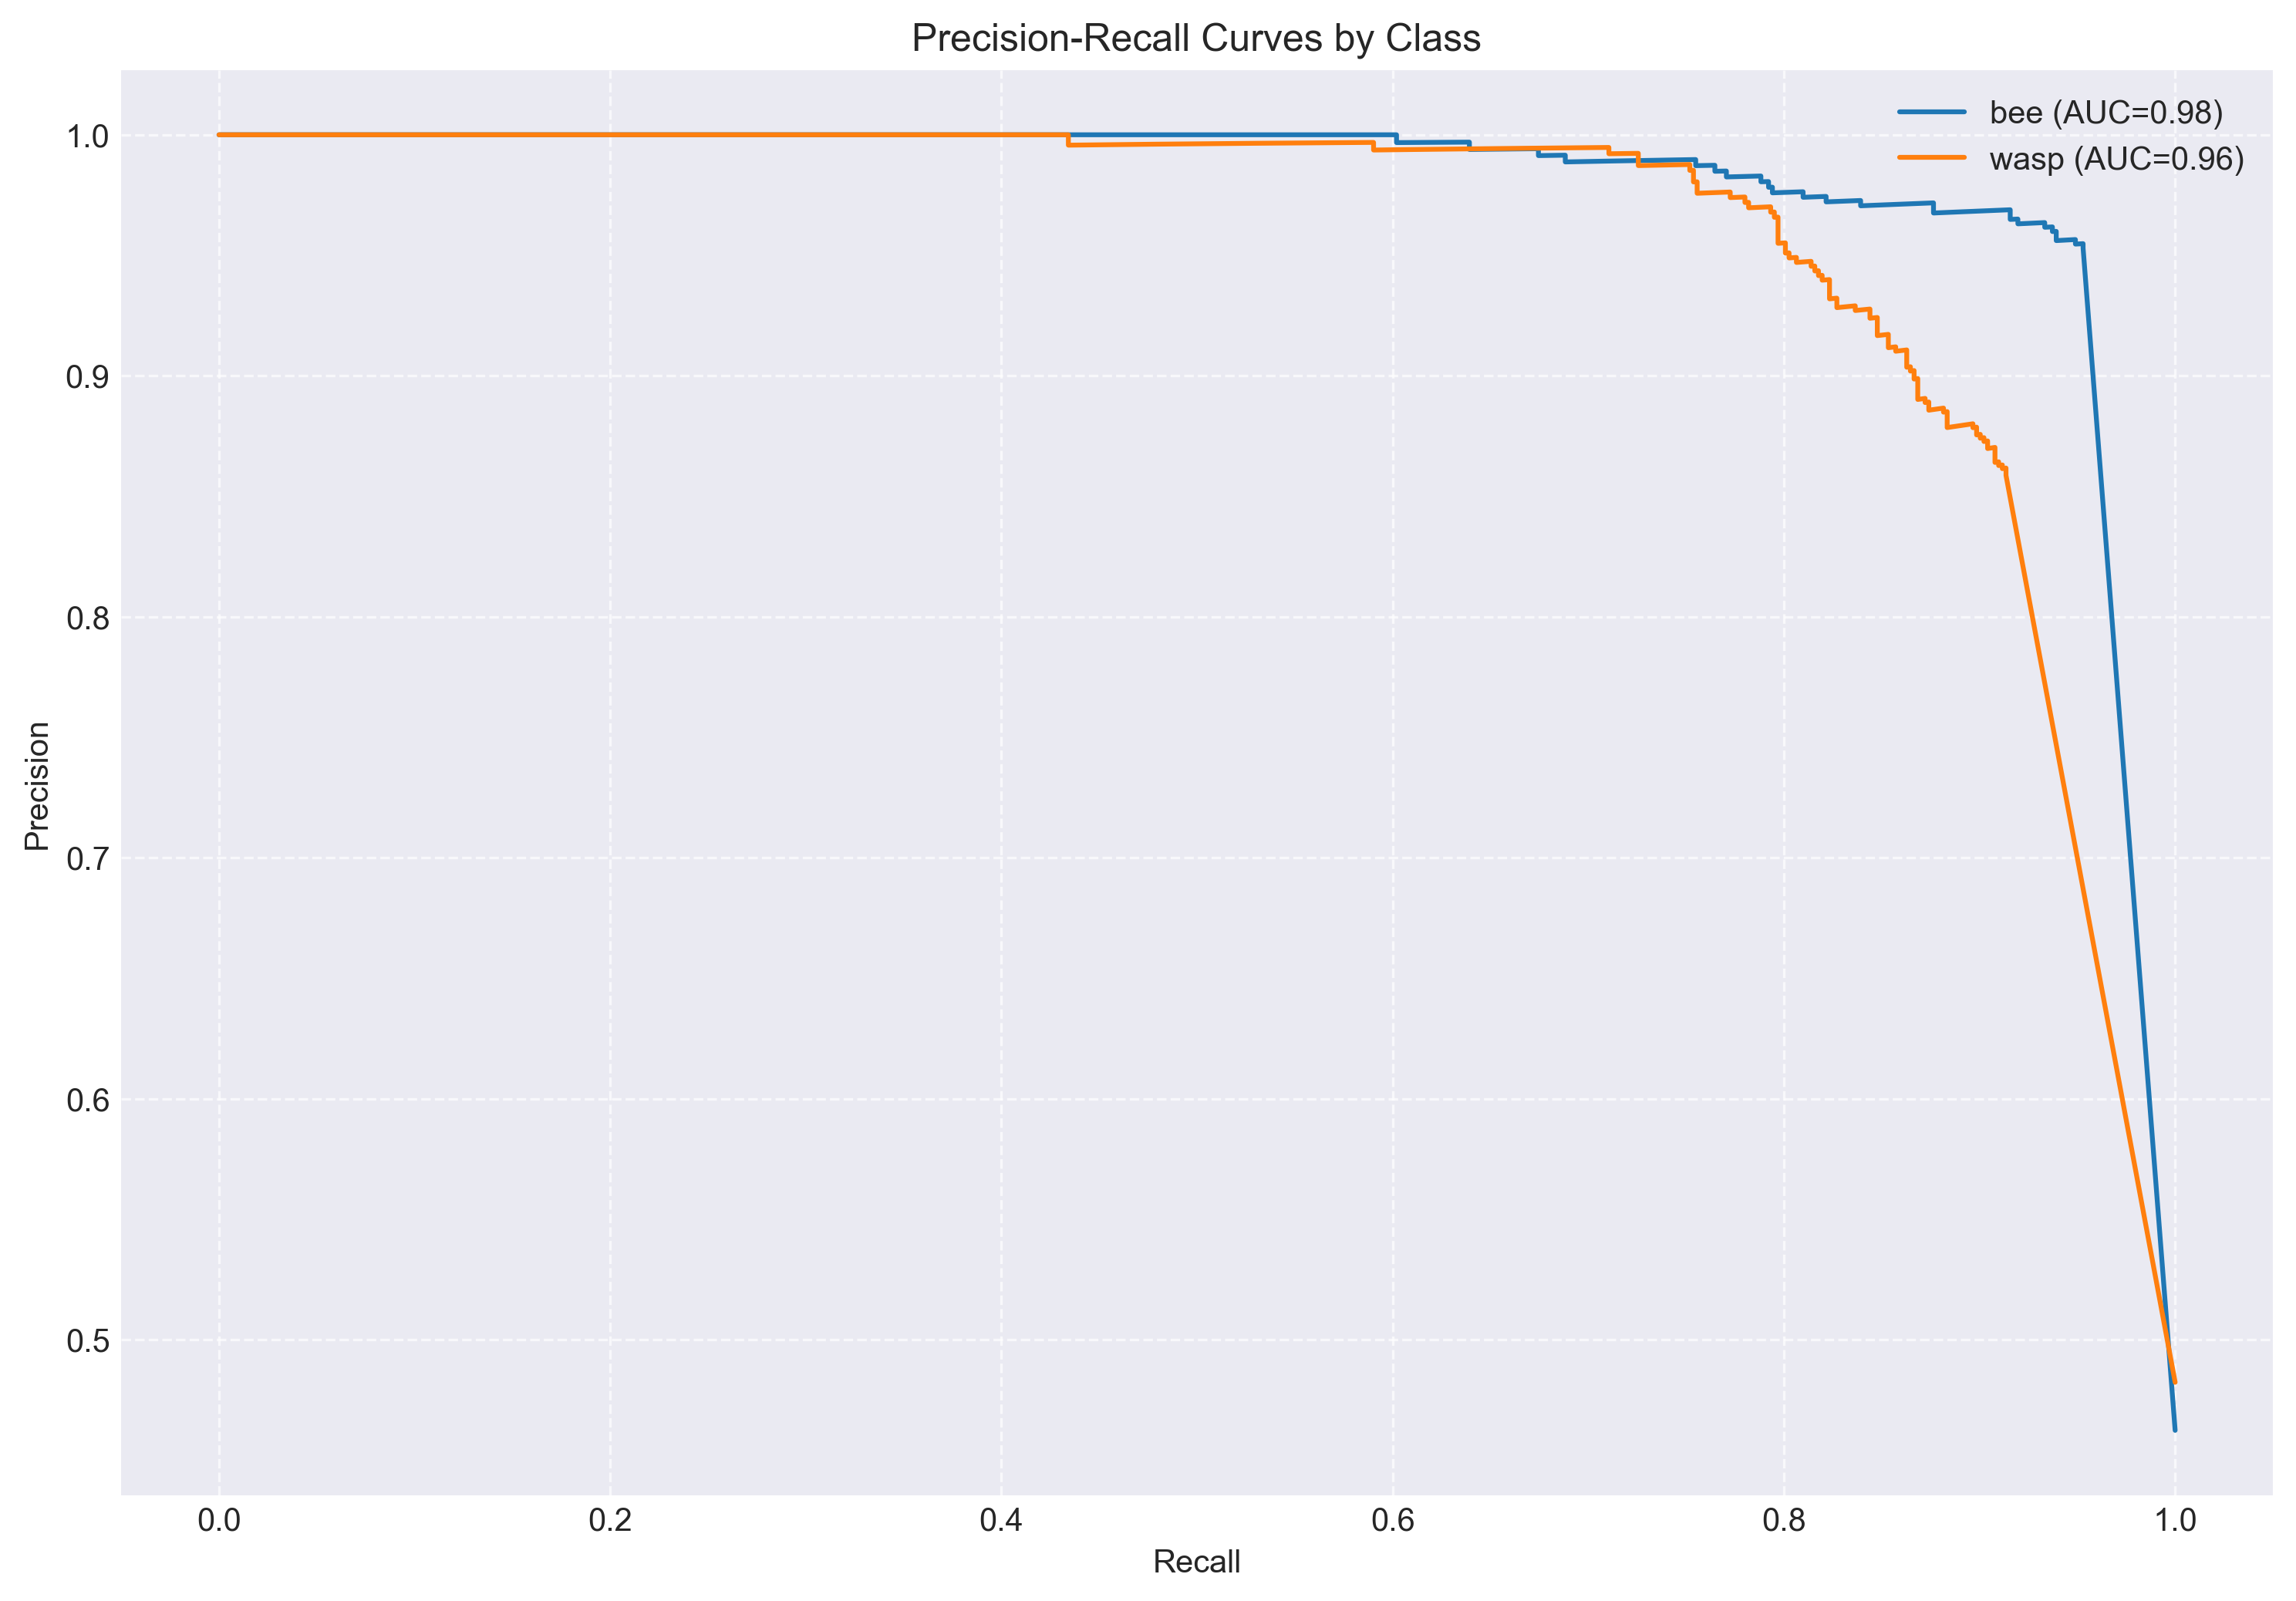 Precision-Recall Curves by Class
bee (AUC=0.98)
wasp (AUC=0.96)
Precision
1.0
0.9
0.8
0.7
0.6
0.5
0.0 0.2 0.4 0.6 0.8 1.0
Recall